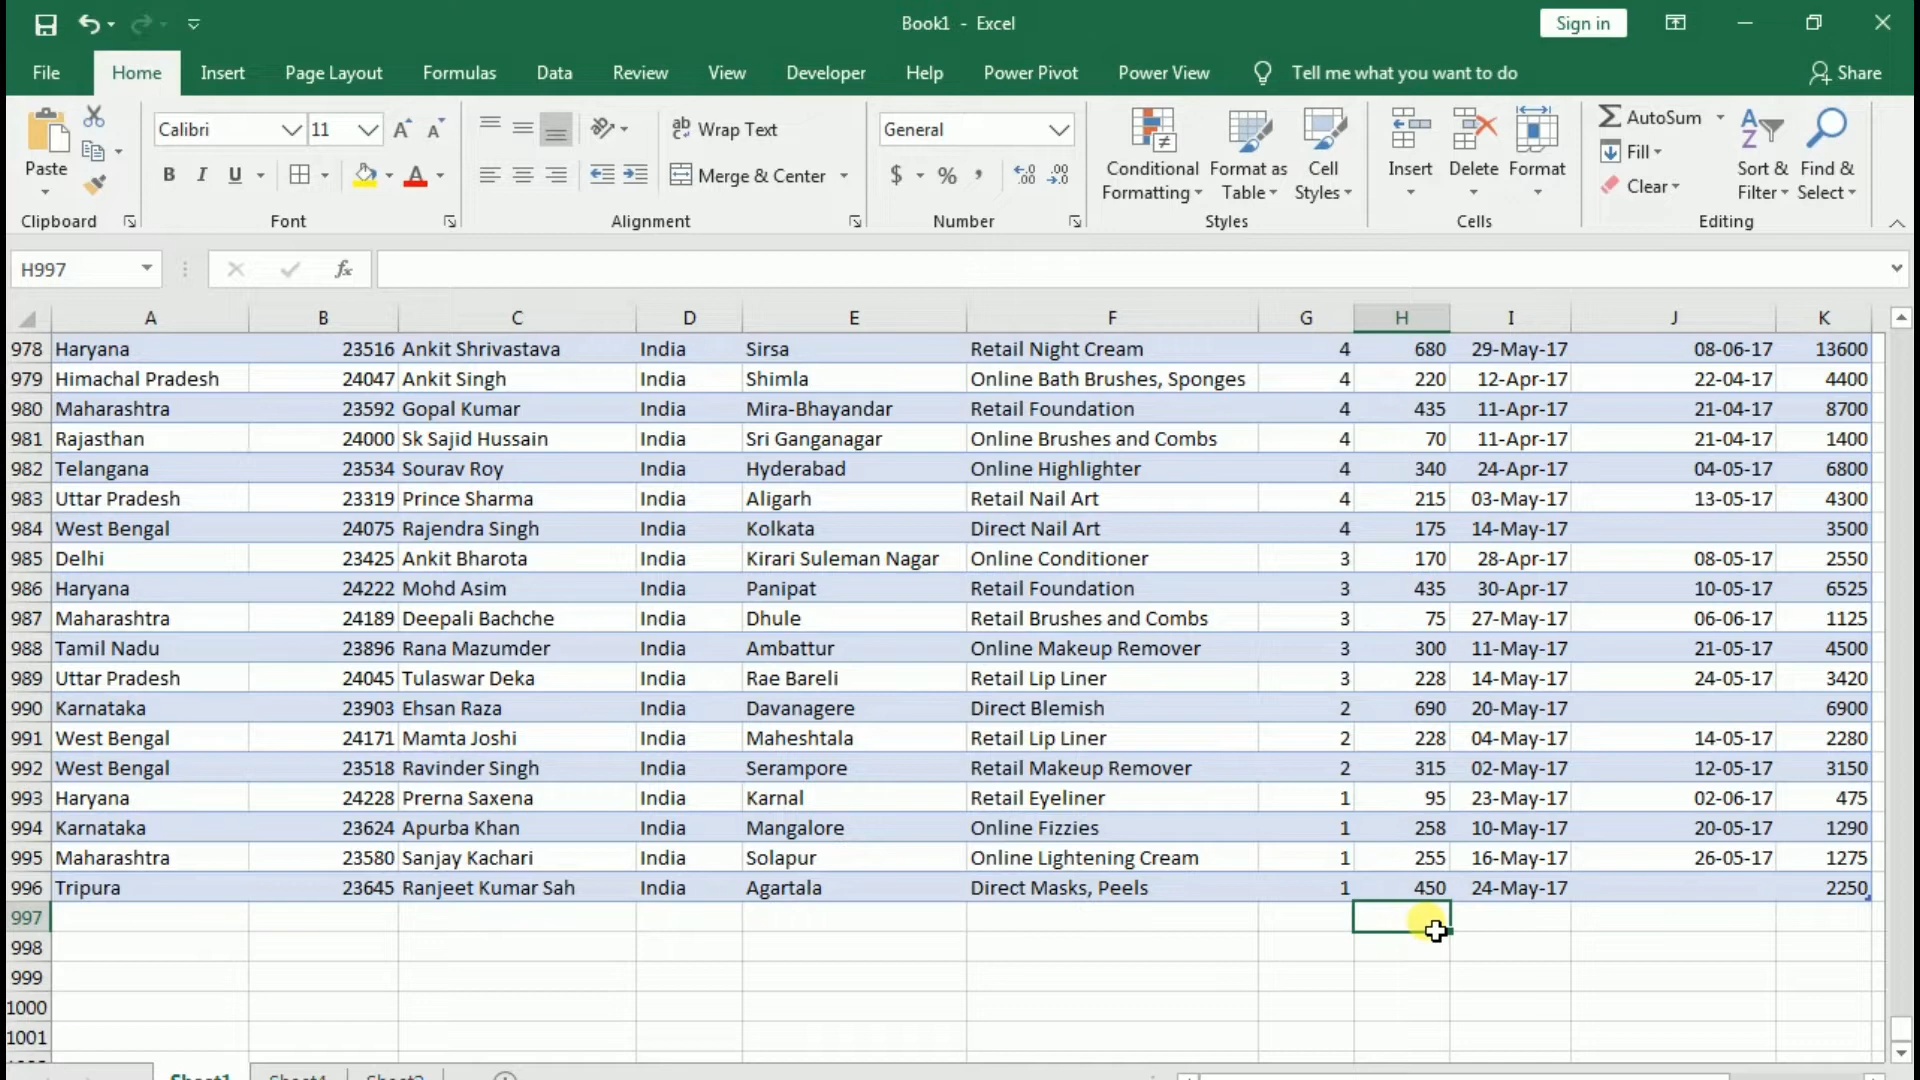 Book1 - Excel
Sign in
File Home Insert Page Layout Formulas Data Review View Developer Help Power Pivot Power View Tell me what you want to do Share
Calibri 11 Wrap Text General AutoSum
Paste B I U Merge & Center $ % , Conditional Formatting Format as Table Cell Styles Insert Delete Format Fill Clear Sort & Filter Find & Select
Clipboard Font Alignment Number Styles Cells Editing
H997 fx
A B C D E F G H I J K
978 Haryana 23516 Ankit Shrivastava India Sirsa Retail Night Cream 4 680 29-May-17 08-06-17 13600
979 Himachal Pradesh 24047 Ankit Singh India Shimla Online Bath Brushes, Sponges 4 220 12-Apr-17 22-04-17 4400
980 Maharashtra 23592 Gopal Kumar India Mira-Bhayandar Retail Foundation 4 435 11-Apr-17 21-04-17 8700
981 Rajasthan 24000 Sk Sajid Hussain India Sri Ganganagar Online Brushes and Combs 4 70 11-Apr-17 21-04-17 1400
982 Telangana 23534 Sourav Roy India Hyderabad Online Highlighter 4 340 24-Apr-17 04-05-17 6800
983 Uttar Pradesh 23319 Prince Sharma India Aligarh Retail Nail Art 4 215 03-May-17 13-05-17 4300
984 West Bengal 24075 Rajendra Singh India Kolkata Direct Nail Art 4 175 14-May-17 3500
985 Delhi 23425 Ankit Bharota India Kirari Suleman Nagar Online Conditioner 3 170 28-Apr-17 08-05-17 2550
986 Haryana 24222 Mohd Asim India Panipat Retail Foundation 3 435 30-Apr-17 10-05-17 6525
987 Maharashtra 24189 Deepali Bachche India Dhule Retail Brushes and Combs 3 75 27-May-17 06-06-17 1125
988 Tamil Nadu 23896 Rana Mazumder India Ambattur Online Makeup Remover 3 300 11-May-17 21-05-17 4500
989 Uttar Pradesh 24045 Tulaswar Deka India Rae Bareli Retail Lip Liner 3 228 14-May-17 24-05-17 3420
990 Karnataka 23903 Ehsan Raza India Davanagere Direct Blemish 2 690 20-May-17 6900
991 West Bengal 24171 Mamta Joshi India Maheshtala Retail Lip Liner 2 228 04-May-17 14-05-17 2280
992 West Bengal 23518 Ravinder Singh India Serampore Retail Makeup Remover 2 315 02-May-17 12-05-17 3150
993 Haryana 24228 Prerna Saxena India Karnal Retail Eyeliner 1 95 23-May-17 02-06-17 475
994 Karnataka 23624 Apurba Khan India Mangalore Online Fizzies 1 258 10-May-17 20-05-17 1290
995 Maharashtra 23580 Sanjay Kachari India Solapur Online Lightening Cream 1 255 16-May-17 26-05-17 1275
996 Tripura 23645 Ranjeet Kumar Sah India Agartala Direct Masks, Peels 1 450 24-May-17 2250
997
998
999
1000
1001
Sheet1